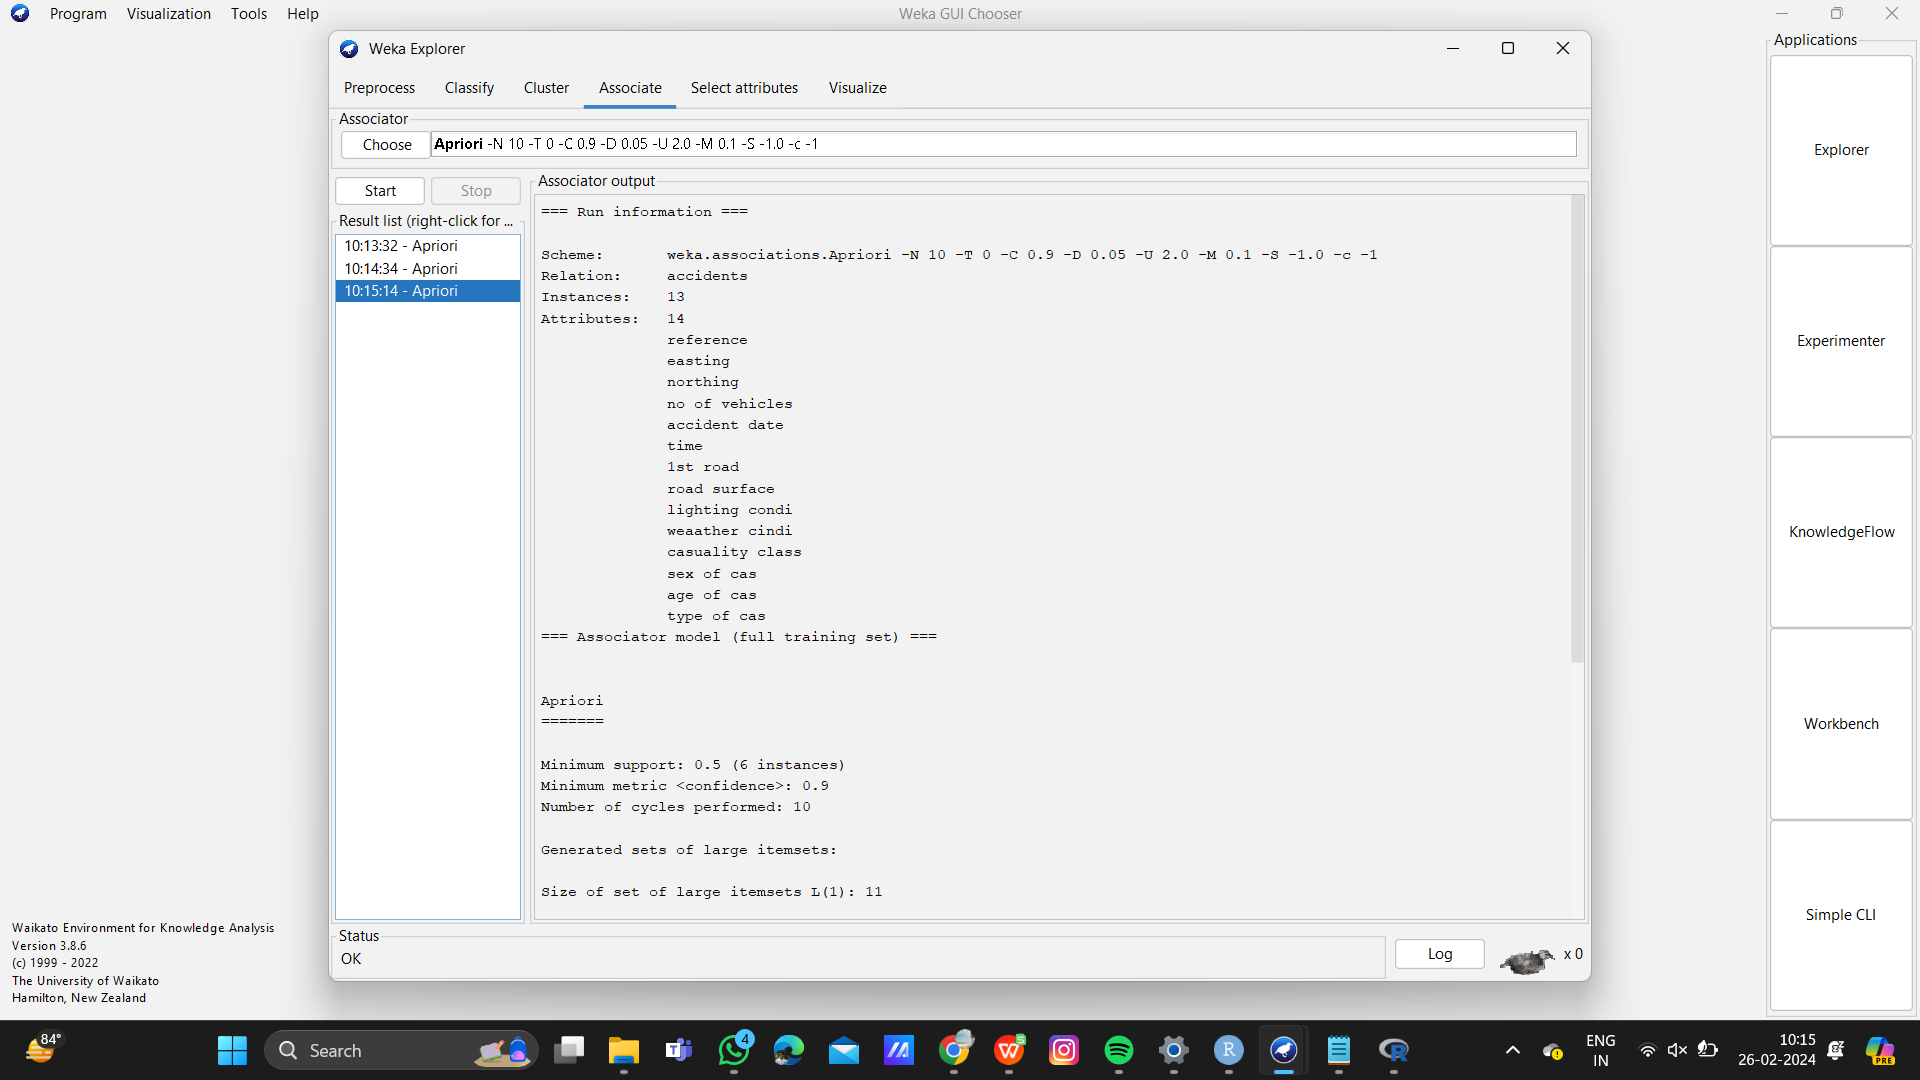 Program Visualization Tools Help
Weka GUI Chooser
Weka Explorer
Preprocess Classify Cluster Associate Select attributes Visualize
Associator
Choose Apriori -N 10 -T 0 -C 0.9 -D 0.05 -U 2.0 -M 0.1 -S -1.0 -c -1
Start Stop
Result list (right-click for ...
10:13:32 - Apriori
10:14:34 - Apriori
10:15:14 - Apriori
Associator output
=== Run information ===
Scheme: weka.associations.Apriori -N 10 -T 0 -C 0.9 -D 0.05 -U 2.0 -M 0.1 -S -1.0 -c -1
Relation: accidents
Instances: 13
Attributes: 14
reference
easting
northing
no of vehicles
accident date
time
1st road
road surface
lighting condi
weaather cindi
casuality class
sex of cas
age of cas
type of cas
=== Associator model (full training set) ===
Apriori
=======
Minimum support: 0.5 (6 instances)
Minimum metric <confidence>: 0.9
Number of cycles performed: 10
Generated sets of large itemsets:
Size of set of large itemsets L(1): 11
Status
OK
Log
x 0
Applications
Explorer
Experimenter
KnowledgeFlow
Workbench
Simple CLI
Waikato Environment for Knowledge Analysis
Version 3.8.6
(c) 1999 - 2022
The University of Waikato
Hamilton, New Zealand
84°
Search
4
ENG
IN
10:15
26-02-2024
PRE